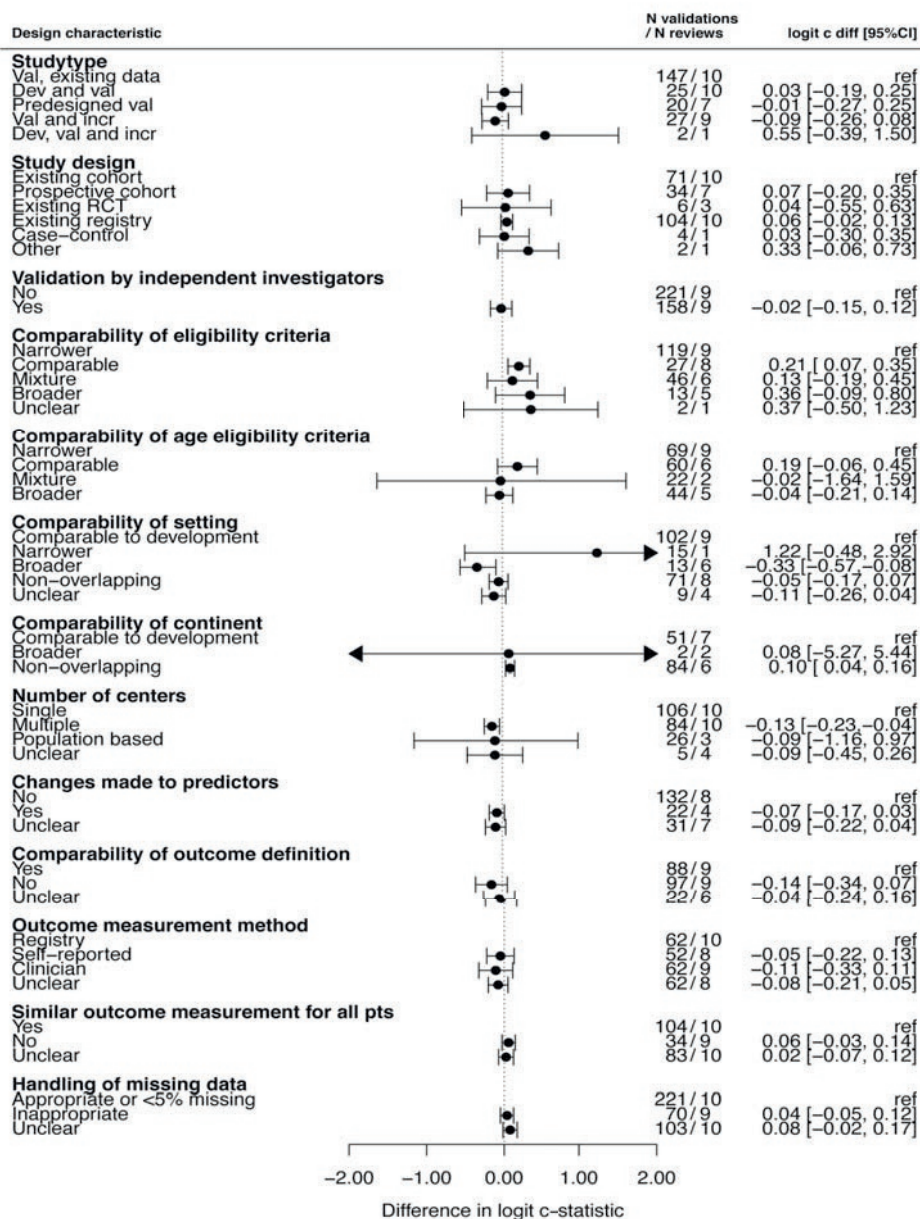 Design characteristic N validations / N reviews logit c diff [95%CI]
Studytype
Val, existing data 147/10 ref
Dev and val 25/10 0.03 [−0.19, 0.25]
Predesigned val 20/7 −0.01 [−0.27, 0.25]
Val and incr 27/9 −0.09 [−0.26, 0.08]
Dev, val and incr 2/1 0.55 [−0.39, 1.50]
Study design
Existing cohort 71/10 ref
Prospective cohort 34/7 0.07 [−0.20, 0.35]
Existing RCT 6/3 0.04 [−0.55, 0.63]
Existing registry 104/10 0.06 [−0.02, 0.13]
Case−control 4/1 0.03 [−0.30, 0.35]
Other 2/1 0.33 [−0.06, 0.73]
Validation by independent investigators
No 221/9 ref
Yes 158/9 −0.02 [−0.15, 0.12]
Comparability of eligibility criteria
Narrower 119/9 ref
Comparable 27/8 0.21 [ 0.07, 0.35]
Mixture 46/6 0.13 [−0.19, 0.45]
Broader 13/5 0.36 [−0.09, 0.80]
Unclear 2/1 0.37 [−0.50, 1.23]
Comparability of age eligibility criteria
Narrower 69/9 ref
Comparable 60/6 0.19 [−0.06, 0.45]
Mixture 22/2 −0.02 [−1.64, 1.59]
Broader 44/5 −0.04 [−0.21, 0.14]
Comparability of setting
Comparable to development 102/9 ref
Narrower 15/1 1.22 [−0.48, 2.92]
Broader 13/6 −0.33 [−0.57,−0.08]
Non−overlapping 71/8 −0.05 [−0.17, 0.07]
Unclear 9/4 −0.11 [−0.26, 0.04]
Comparability of continent
Comparable to development 51/7 ref
Broader 2/2 0.08 [−5.27, 5.44]
Non−overlapping 84/6 0.10 [ 0.04, 0.16]
Number of centers
Single 106/10 ref
Multiple 84/10 −0.13 [−0.23,−0.04]
Population based 26/3 −0.09 [−1.16, 0.97]
Unclear 5/4 −0.09 [−0.45, 0.26]
Changes made to predictors
No 132/8 ref
Yes 22/4 −0.07 [−0.17, 0.03]
Unclear 31/7 −0.09 [−0.22, 0.04]
Comparability of outcome definition
Yes 88/9 ref
No 97/9 −0.14 [−0.34, 0.07]
Unclear 22/6 −0.04 [−0.24, 0.16]
Outcome measurement method
Registry 62/10 ref
Self−reported 52/8 −0.05 [−0.22, 0.13]
Clinician 62/9 −0.11 [−0.33, 0.11]
Unclear 62/8 −0.08 [−0.21, 0.05]
Similar outcome measurement for all pts
Yes 104/10 ref
No 34/9 0.06 [−0.03, 0.14]
Unclear 83/10 0.02 [−0.07, 0.12]
Handling of missing data
Appropriate or <5% missing 221/10 ref
Inappropriate 70/9 0.04 [−0.05, 0.12]
Unclear 103/10 0.08 [−0.02, 0.17]
−2.00 −1.00 0.00 1.00 2.00
Difference in logit c−statistic